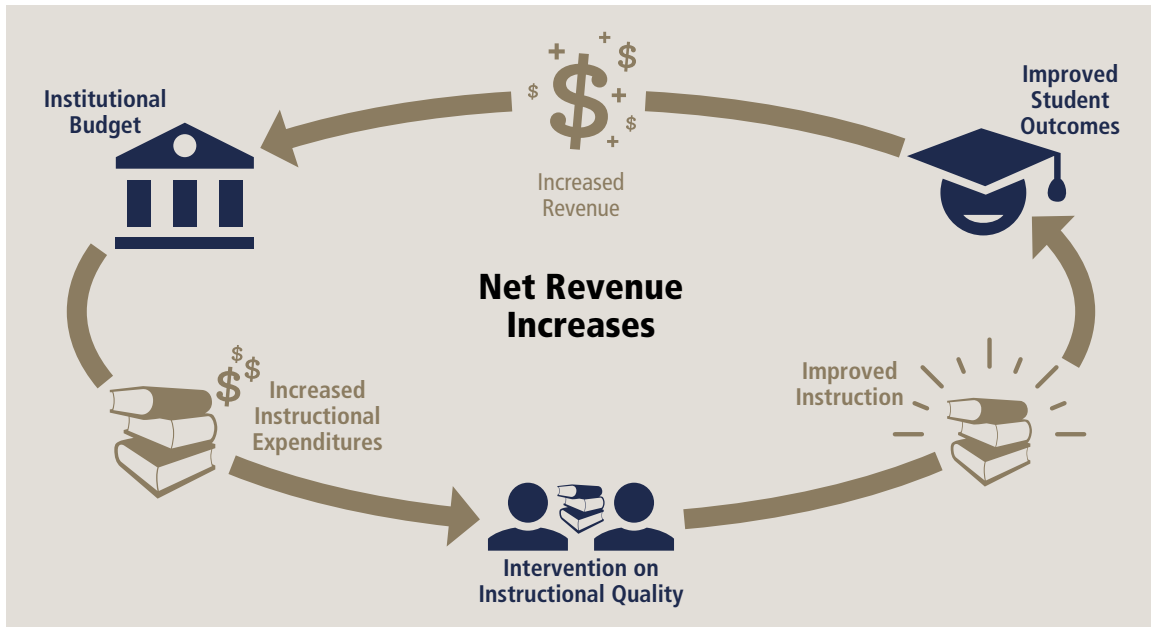 Institutional
Budget
Increased
Revenue
Improved
Student
Outcomes
Net Revenue
Increases
Increased
Instructional
Expenditures
Improved
Instruction
Intervention on
Instructional Quality